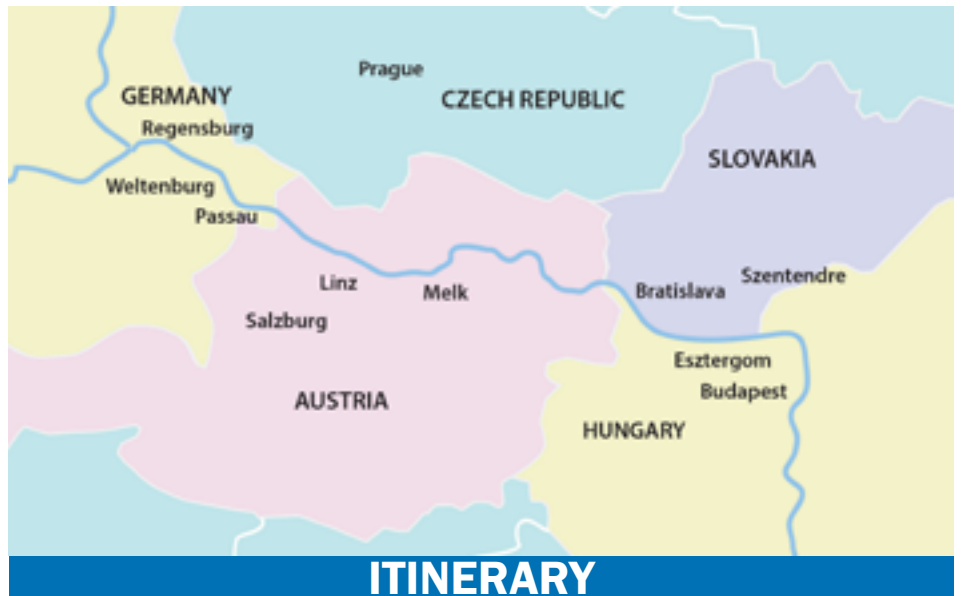 Prague
GERMANY
CZECH REPUBLIC
Regensburg
SLOVAKIA
Weltenburg
Passau
Szentendre
Linz
Melk
Bratislava
Salzburg
Esztergom
Budapest
AUSTRIA
HUNGARY
ITINERARY